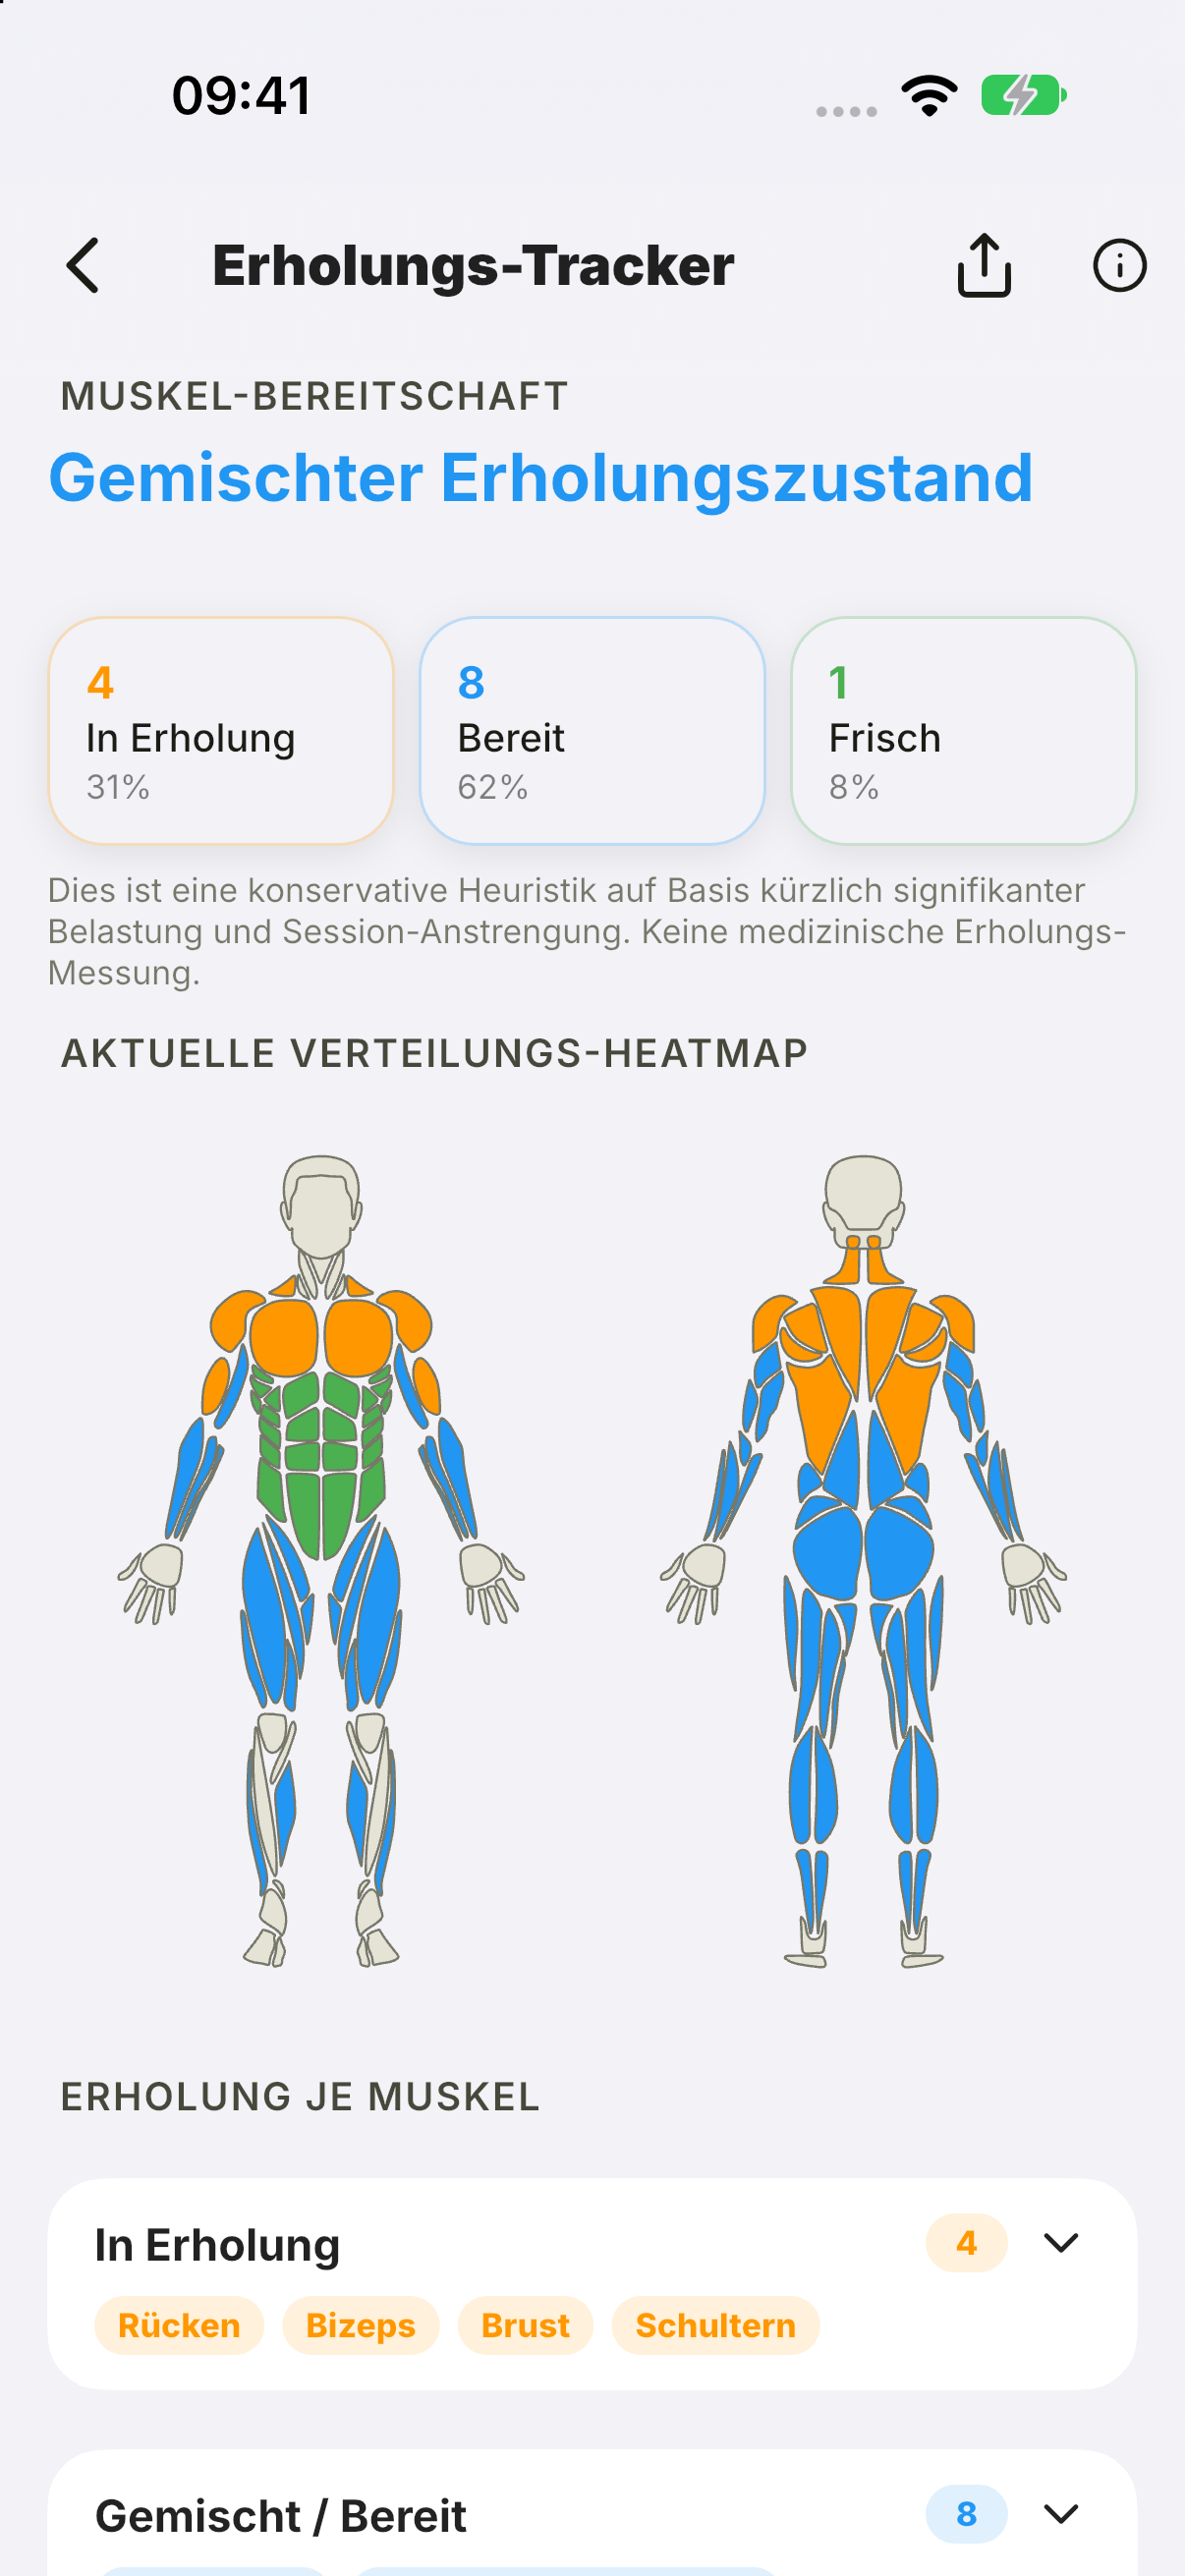 09:41
Erholungs-Tracker
MUSKEL-BEREITSCHAFT
Gemischter Erholungszustand
4
In Erholung
31%
8
Bereit
62%
1
Frisch
8%
Dies ist eine konservative Heuristik auf Basis kürzlich signifikanter
Belastung und Session-Anstrengung. Keine medizinische Erholungs-
Messung.
AKTUELLE VERTEILUNGS-HEATMAP
ERHOLUNG JE MUSKEL
In Erholung 4
Rücken Bizeps Brust Schultern
Gemischt / Bereit 8